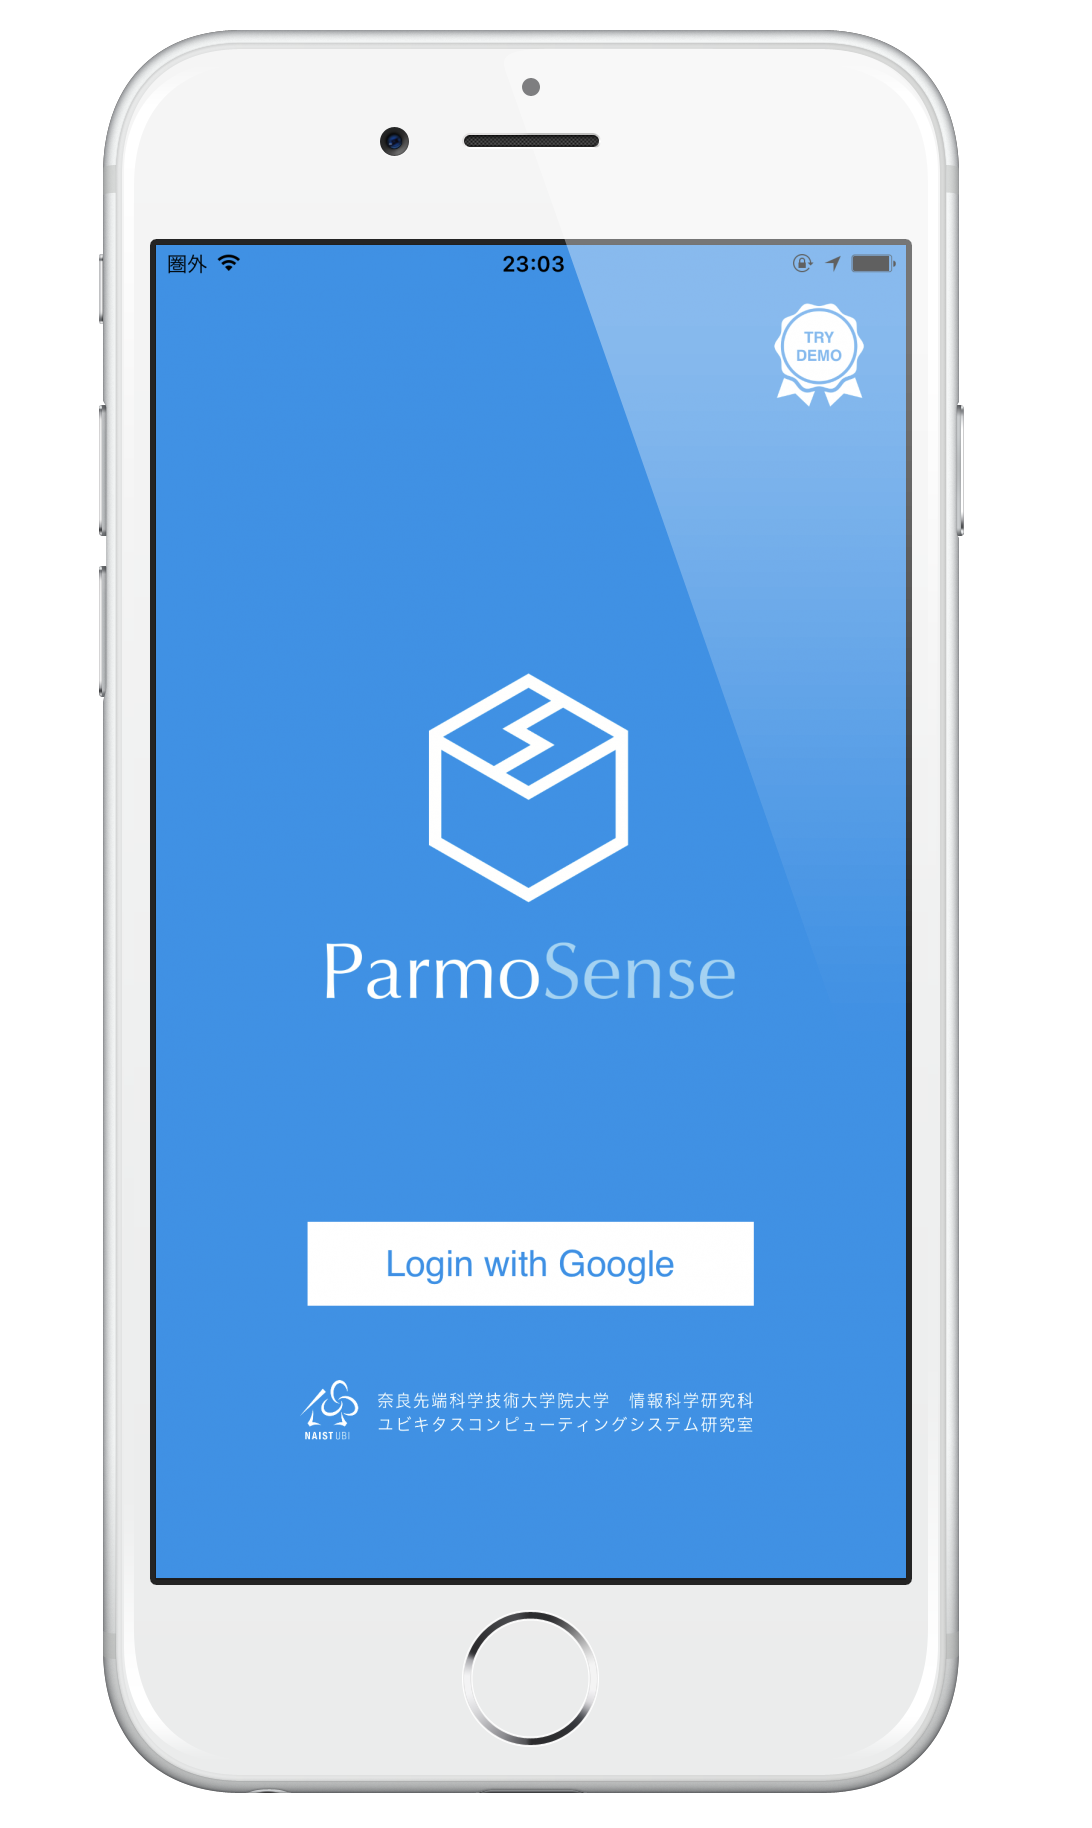 圏外
23:03
TRY
DEMO
ParmoSense
Login with Google
奈良先端科学技術大学院大学　情報科学研究科
ユビキタスコンピューティングシステム研究室
NAIST UBI